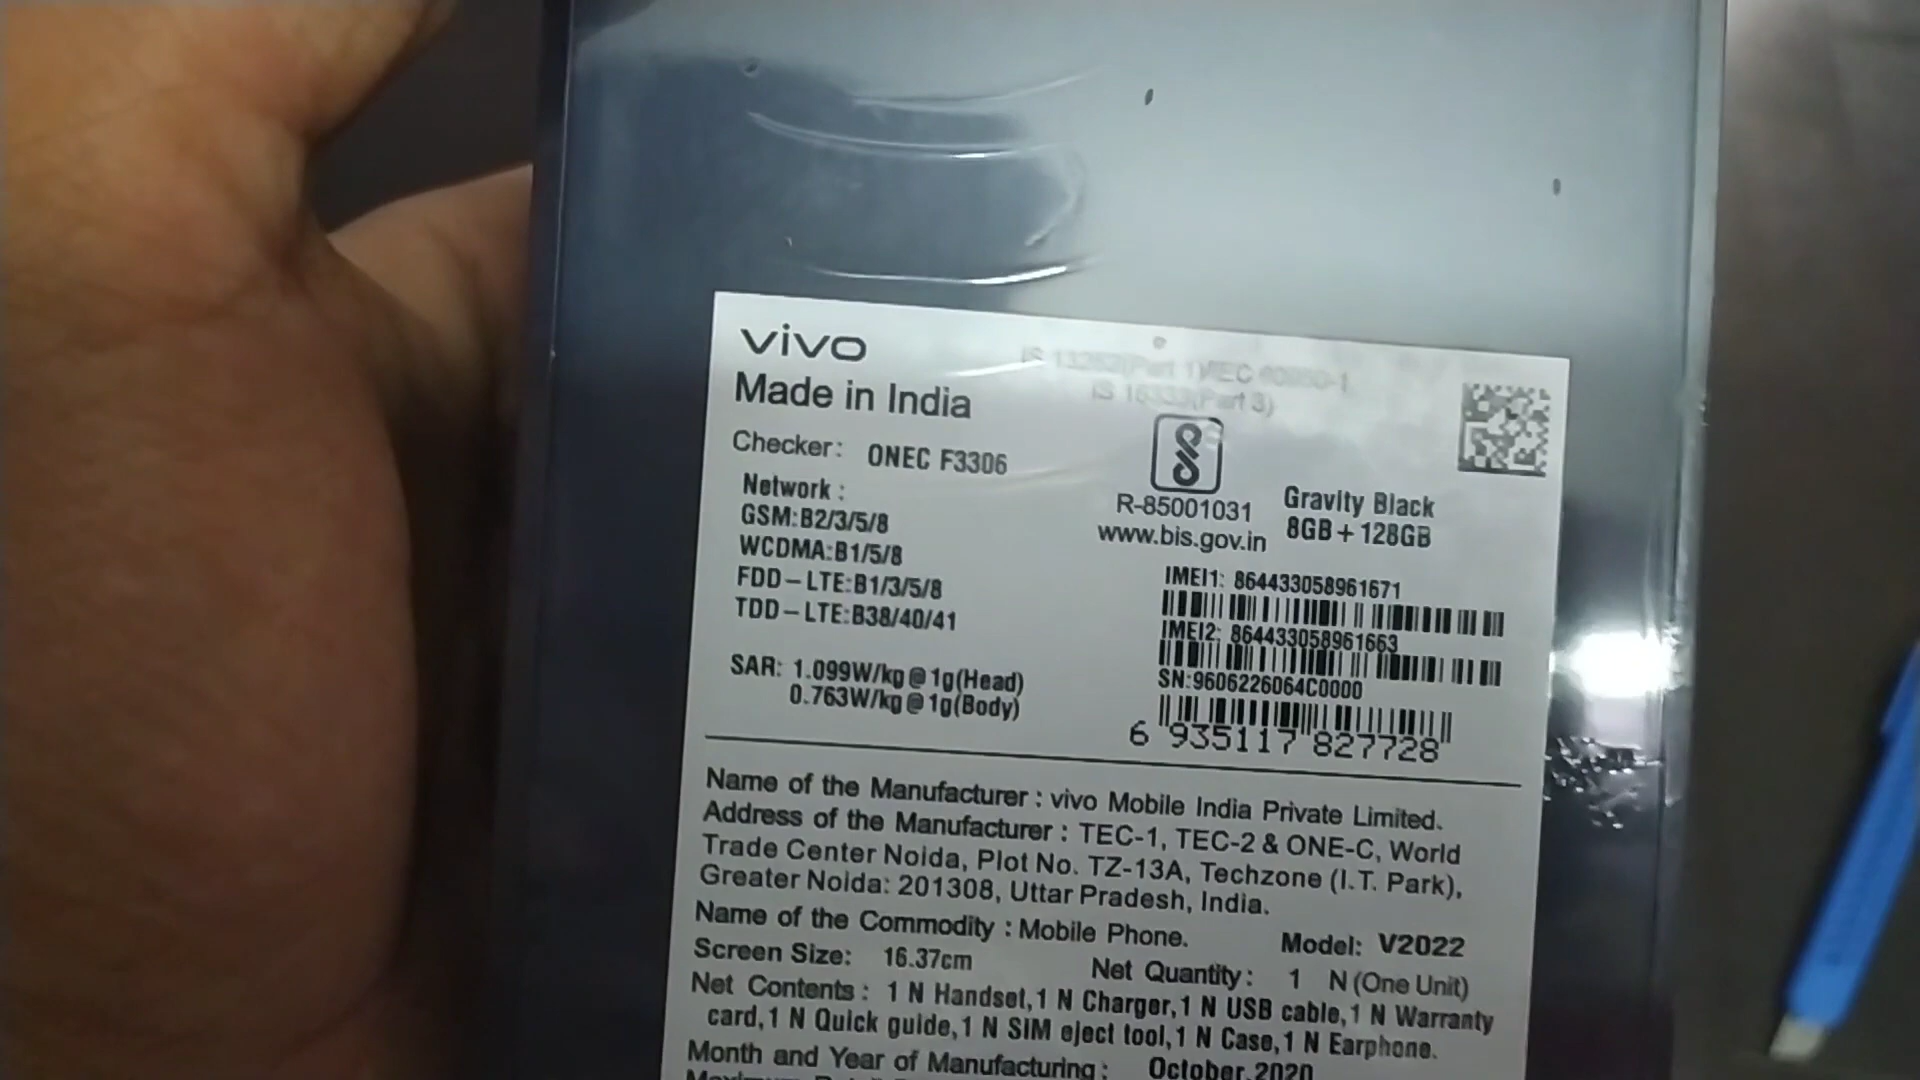 vivo
Made in India
Checker: ONEC F3306
Network :
GSM:B2/3/5/8
WCDMA:B1/5/8
FDD-LTE:B1/3/5/8
TDD-LTE:B38/40/41
SAR: 1.099W/kg@1g(Head)
0.763W/kg@1g(Body)
R-85001031
www.bis.gov.in
Gravity Black
8GB+128GB
IMEI1: 864433058961671
IMEI2: 864433058961663
SN:9606226064C0000
6 935117 827728
Name of the Manufacturer : vivo Mobile India Private Limited.
Address of the Manufacturer : TEC-1, TEC-2 & ONE-C, World
Trade Center Noida, Plot No. TZ-13A, Techzone (I.T. Park),
Greater Noida: 201308, Uttar Pradesh, India.
Name of the Commodity : Mobile Phone. Model: V2022
Screen Size: 16.37cm Net Quantity: 1 N (One Unit)
Net Contents : 1 N Handset,1 N Charger,1 N USB cable,1 N Warranty
card,1 N Quick guide,1 N SIM eject tool,1 N Case,1 N Earphone.
Month and Year of Manufacturing: October,2020